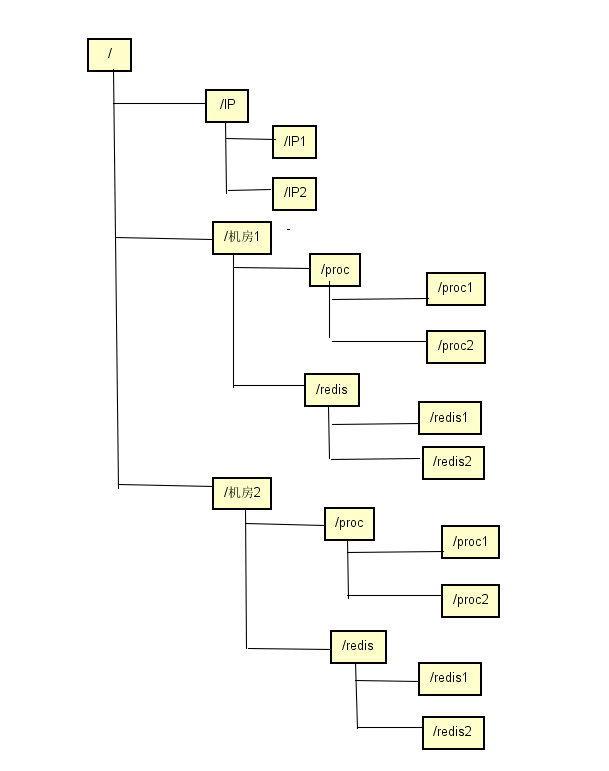 /
/IP
/IP1
/IP2
/机房1
/proc
/proc1
/proc2
/redis
/redis1
/redis2
/机房2
/proc
/proc1
/proc2
/redis
/redis1
/redis2